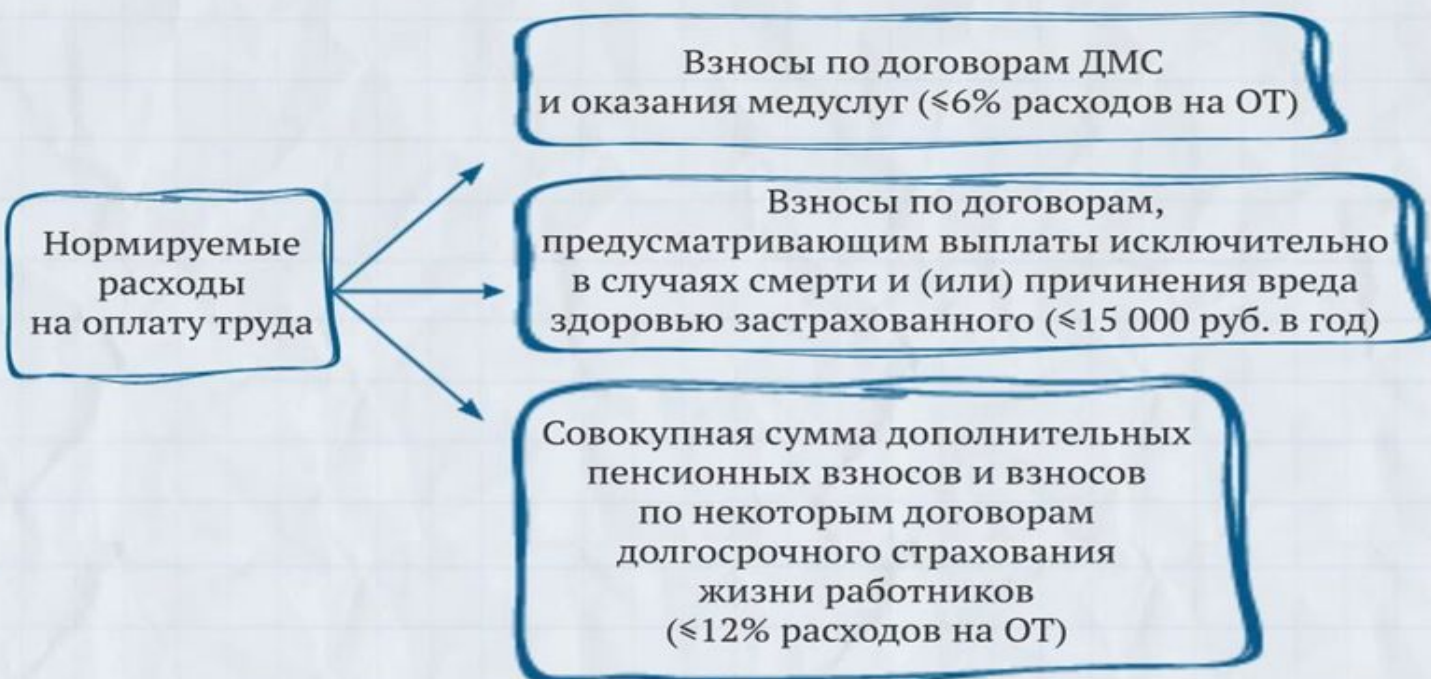 Нормируемые
расходы
на оплату труда
Взносы по договорам ДМС
и оказания медуслуг (≤6% расходов на ОТ)
Взносы по договорам,
предусматривающим выплаты исключительно
в случаях смерти и (или) причинения вреда
здоровью застрахованного (≤15 000 руб. в год)
Совокупная сумма дополнительных
пенсионных взносов и взносов
по некоторым договорам
долгосрочного страхования
жизни работников
(≤12% расходов на ОТ)